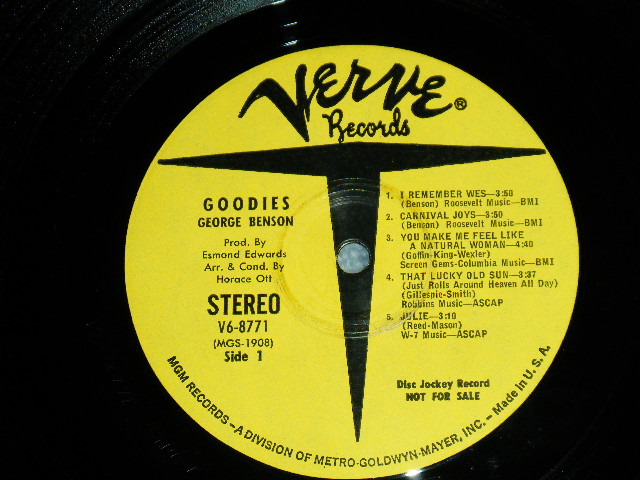 VERVE®
Records
GOODIES
GEORGE BENSON
Prod. By
Esmond Edwards
Arr. & Cond. By
Horace Ott
STEREO
V6-8771
(MGS-1908)
Side 1
1. I REMEMBER WES—3:50
(Benson) Roosevelt Music—BMI
2. CARNIVAL JOYS—3:50
(Benson) Roosevelt Music—BMI
3. YOU MAKE ME FEEL LIKE
A NATURAL WOMAN—4:40
(Goffin-King-Wexler)
Screen Gems-Columbia Music—BMI
4. THAT LUCKY OLD SUN—3:37
(Just Rolls Around Heaven All Day)
(Gillespie-Smith)
Robbins Music—ASCAP
5. JULIE—3:10
(Reed-Mason)
W-7 Music—ASCAP
Disc Jockey Record
NOT FOR SALE
MGM RECORDS—A DIVISION OF METRO-GOLDWYN-MAYER, INC.—Made in U.S.A.